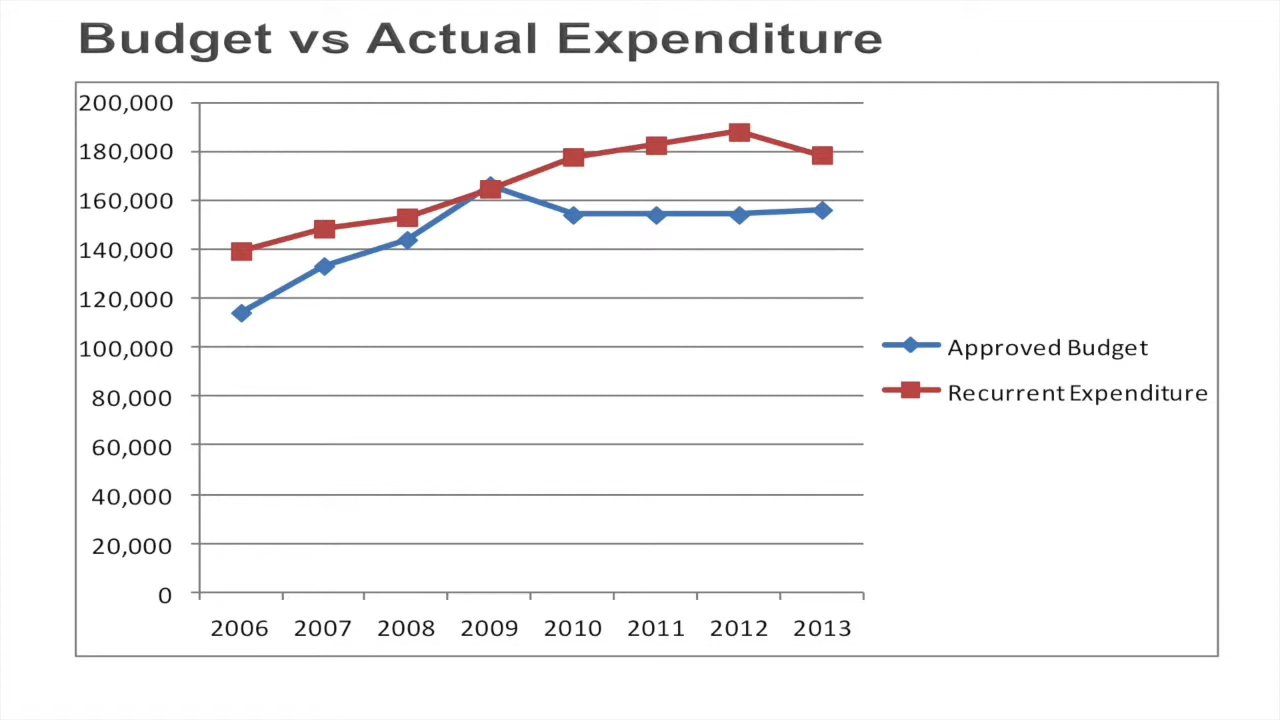 Budget vs Actual Expenditure
200,000
180,000
160,000
140,000
120,000
100,000
80,000
60,000
40,000
20,000
0
2006 2007 2008 2009 2010 2011 2012 2013
Approved Budget
Recurrent Expenditure